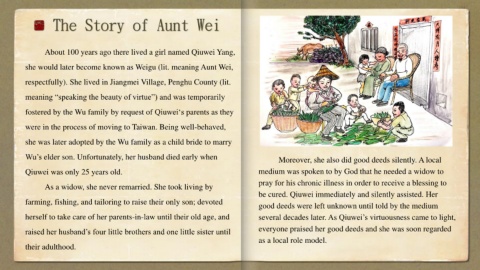 The Story of Aunt Wei
About 100 years ago there lived a girl named Qiuwei Yang,
she would later become known as Weigu (lit. meaning Aunt Wei,
respectfully). She lived in Jiangmei Village, Penghu County (lit.
meaning “speaking the beauty of virtue”) and was temporarily
fostered by the Wu family by request of Qiuwei‘s parents as they
were in the process of moving to Taiwan. Being well-behaved,
she was later adopted by the Wu family as a child bride to marry
Wu’s elder son. Unfortunately, her husband died early when
Qiuwei was only 25 years old.
As a widow, she never remarried. She took living by
farming, fishing, and tailoring to raise their only son; devoted
herself to take care of her parents-in-law until their old age, and
raised her husband’s four little brothers and one little sister until
their adulthood.
Moreover, she also did good deeds silently. A local
medium was spoken to by God that he needed a widow to
pray for his chronic illness in order to receive a blessing to
be cured. Qiuwei immediately and silently assisted. Her
good deeds were left unknown until told by the medium
several decades later. As Qiuwei’s virtuousness came to light,
everyone praised her good deeds and she was soon regarded
as a local role model.